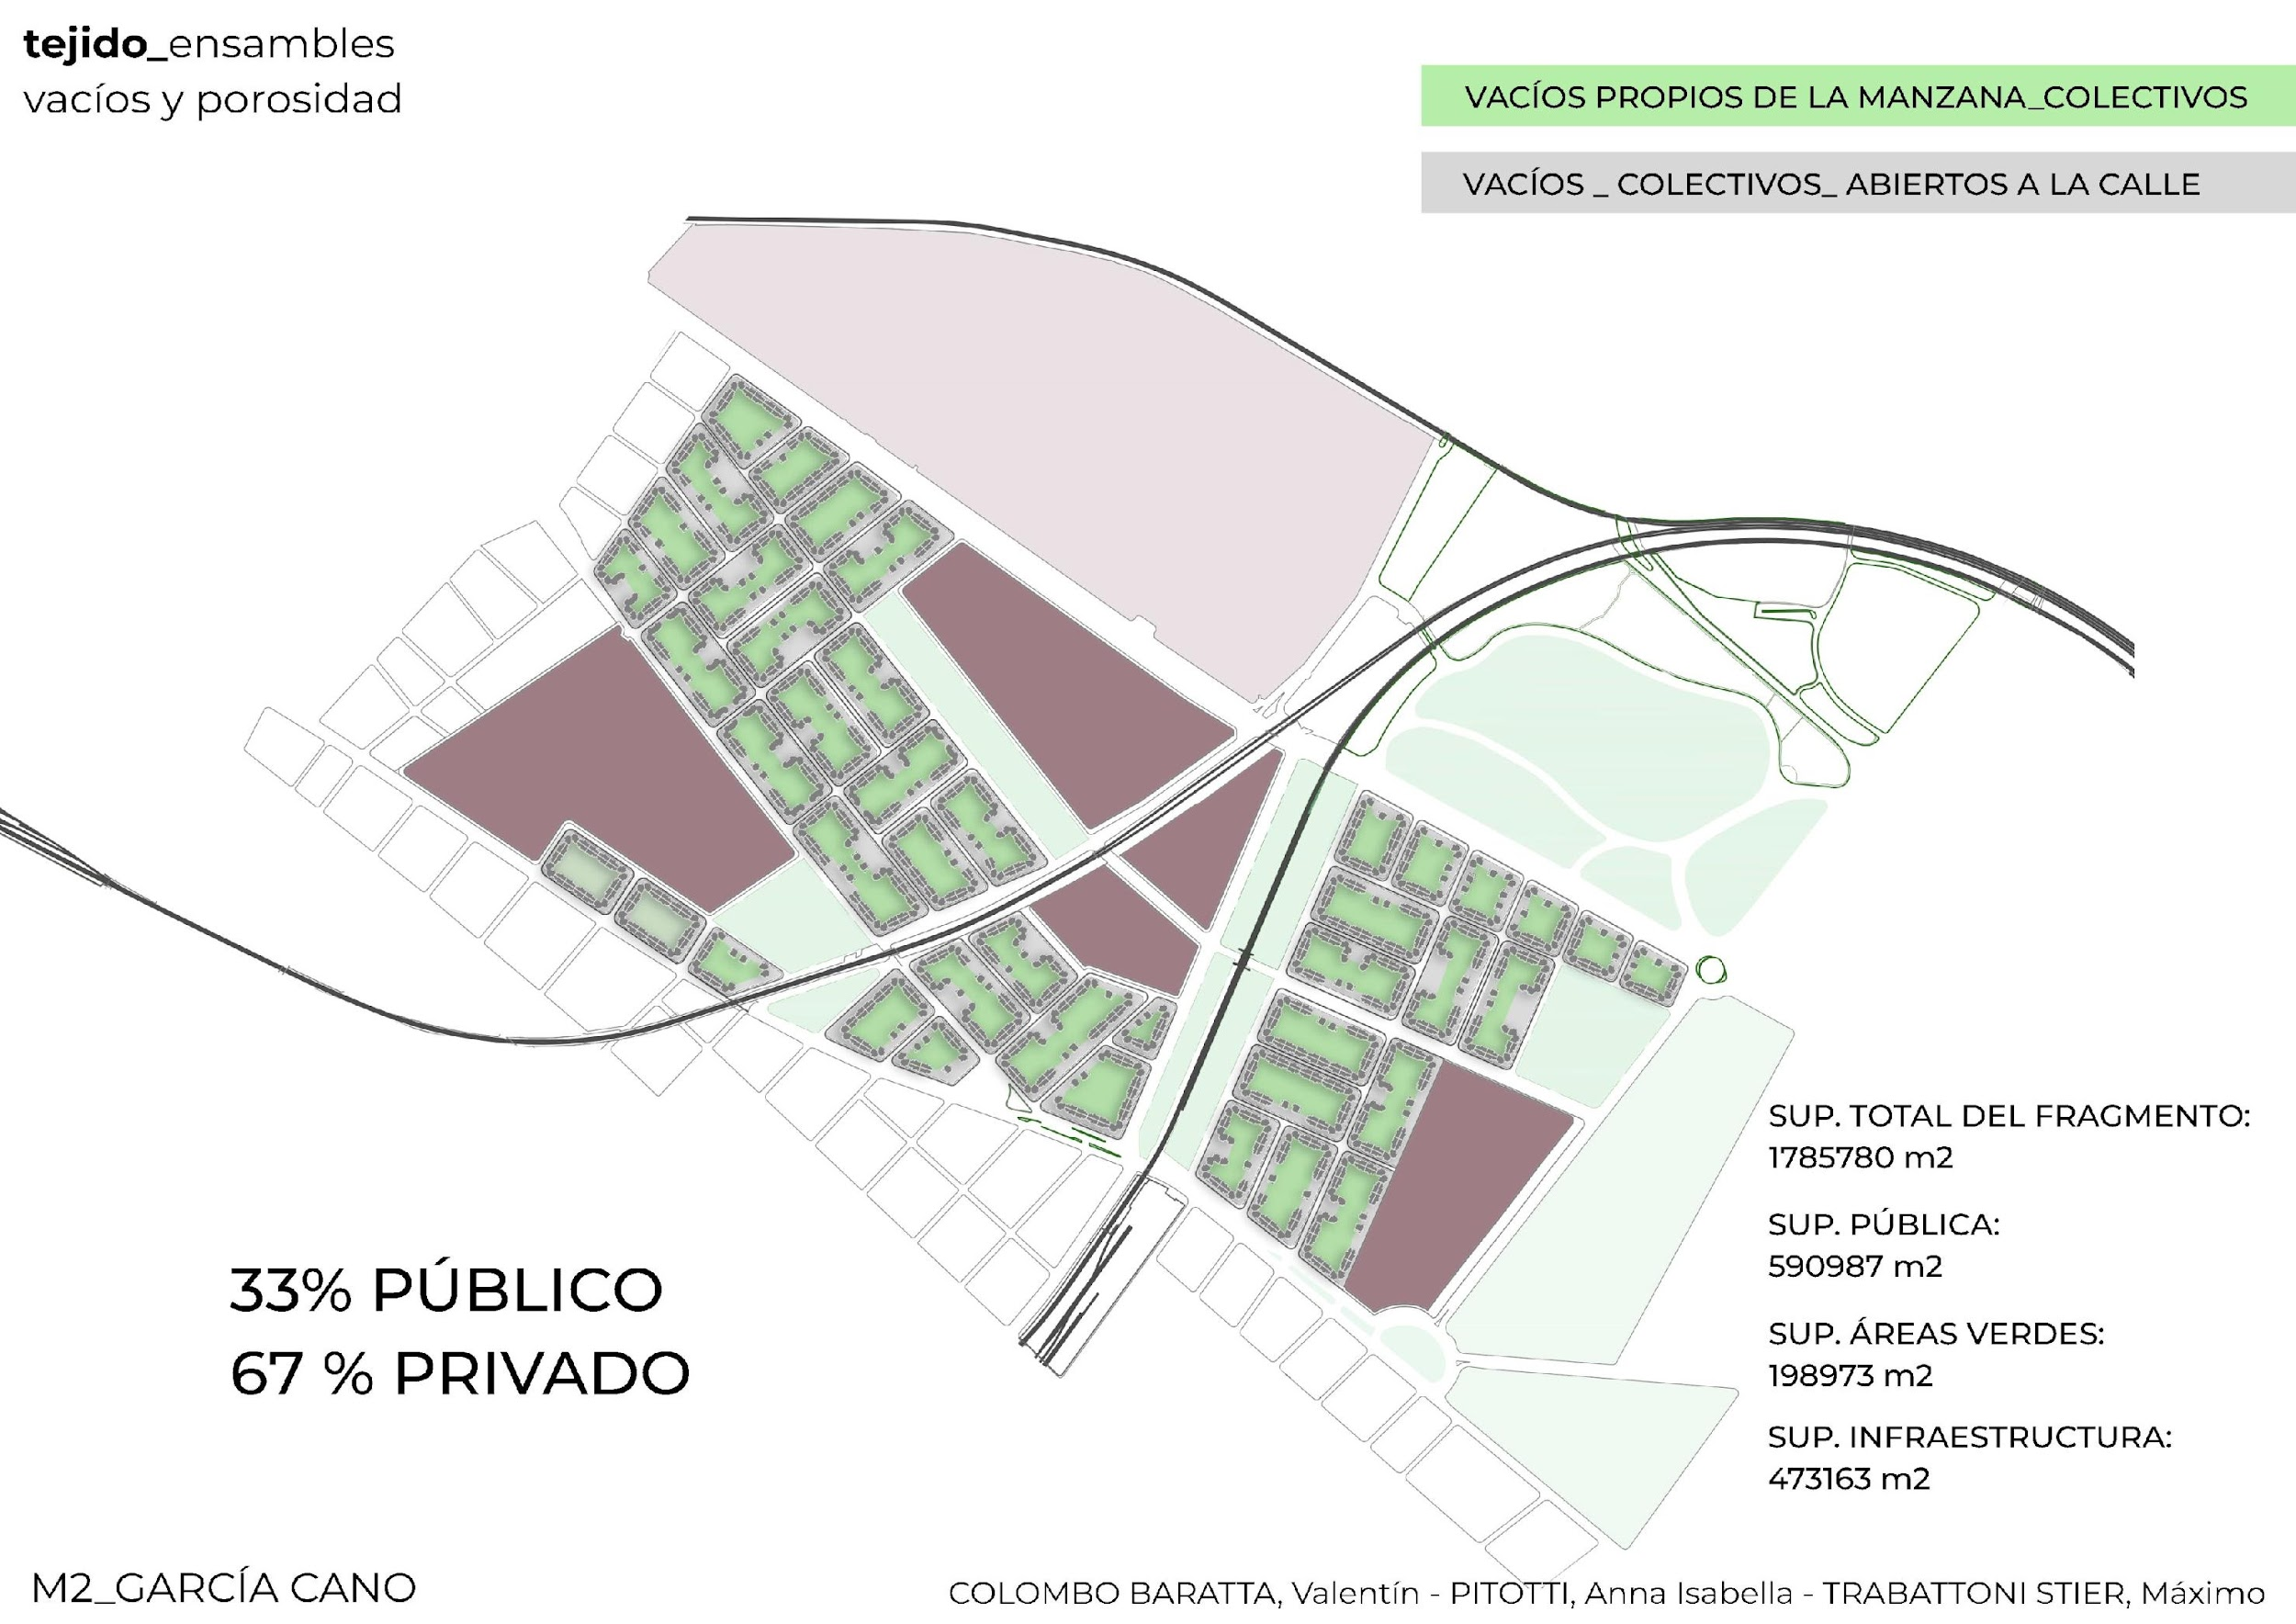 tejido_ensambles
vacíos y porosidad
VACÍOS PROPIOS DE LA MANZANA_COLECTIVOS
VACÍOS _ COLECTIVOS_ ABIERTOS A LA CALLE
SUP. TOTAL DEL FRAGMENTO:
1785780 m2
SUP. PÚBLICA:
590987 m2
SUP. ÁREAS VERDES:
198973 m2
SUP. INFRAESTRUCTURA:
473163 m2
33% PÚBLICO
67 % PRIVADO
M2_GARCÍA CANO
COLOMBO BARATTA, Valentín - PITOTTI, Anna Isabella - TRABATTONI STIER, Máximo